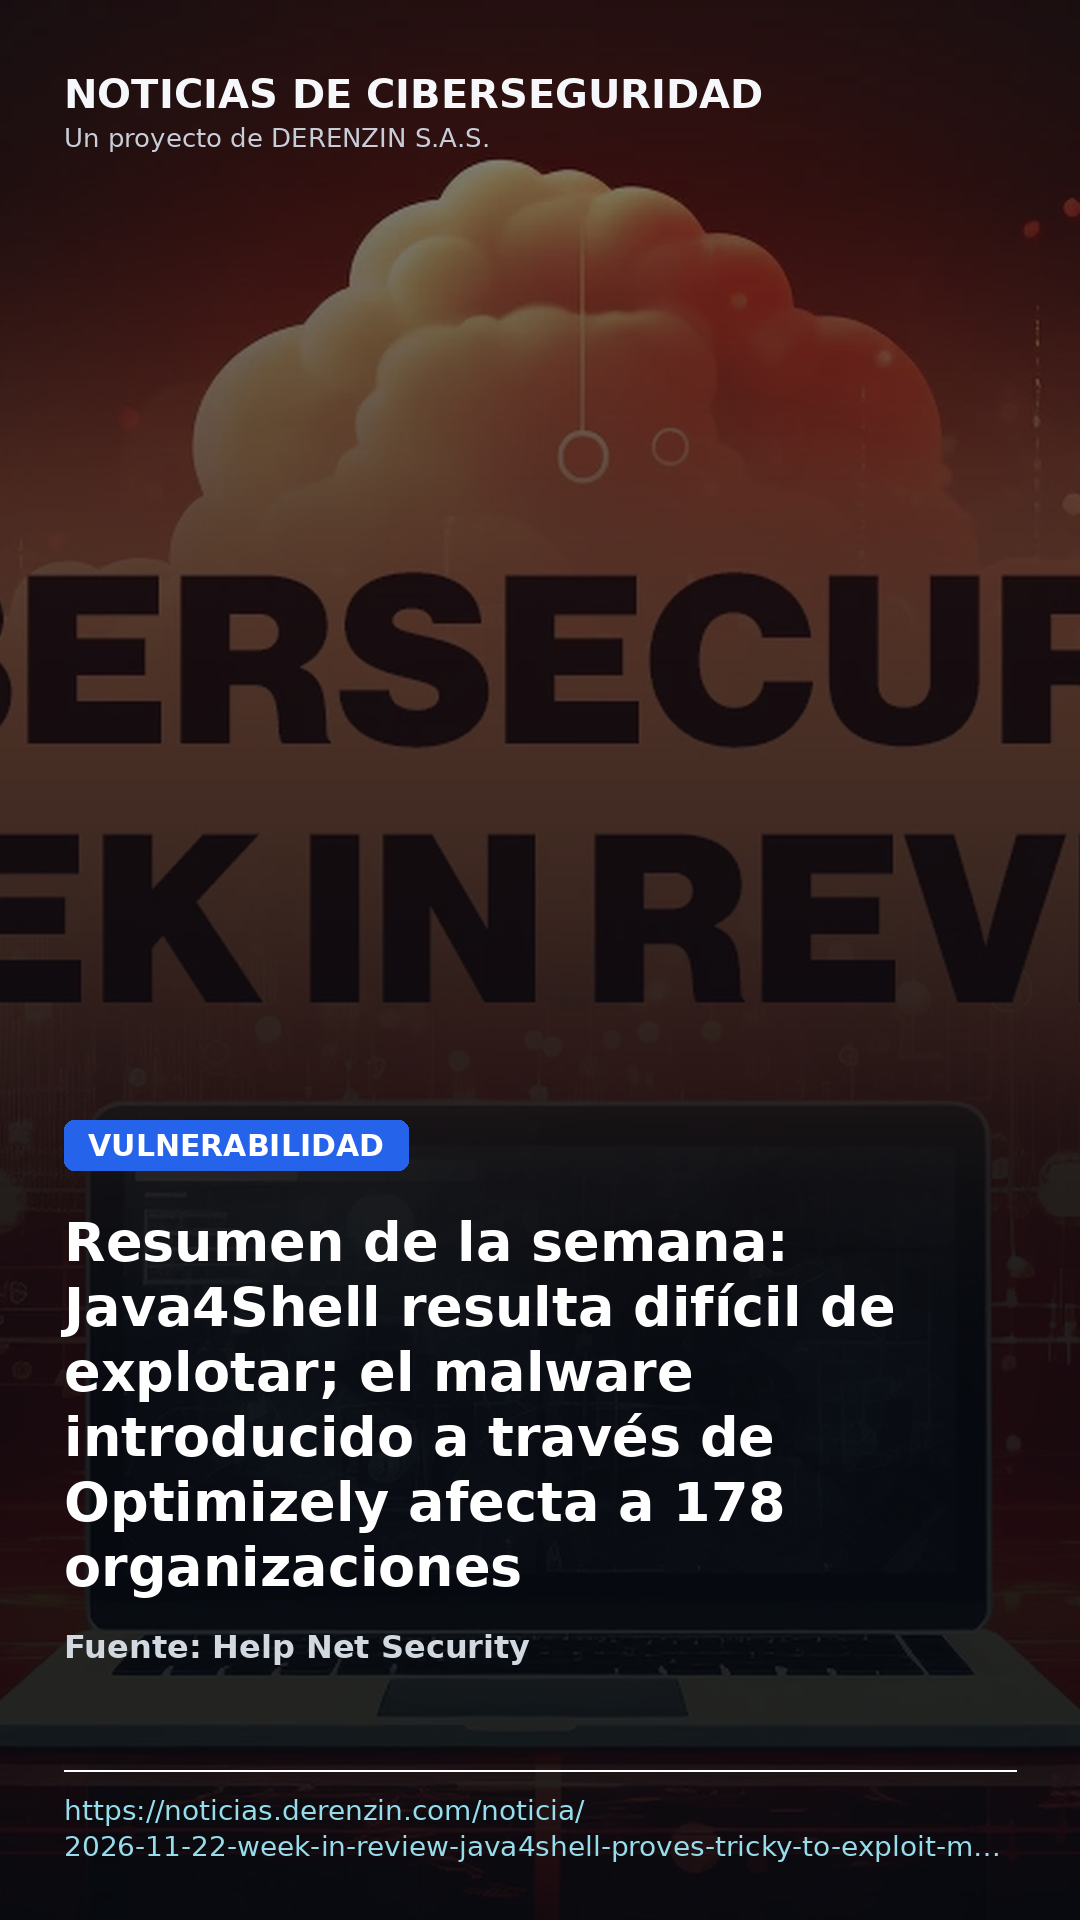 NOTICIAS DE CIBERSEGURIDAD
Un proyecto de DERENZIN S.A.S.
BERSECUR
EK IN REVI
VULNERABILIDAD
Resumen de la semana:
Java4Shell resulta difícil de
explotar; el malware
introducido a través de
Optimizely afecta a 178
organizaciones
Fuente: Help Net Security
https://noticias.derenzin.com/noticia/
2026-11-22-week-in-review-java4shell-proves-tricky-to-exploit-m...